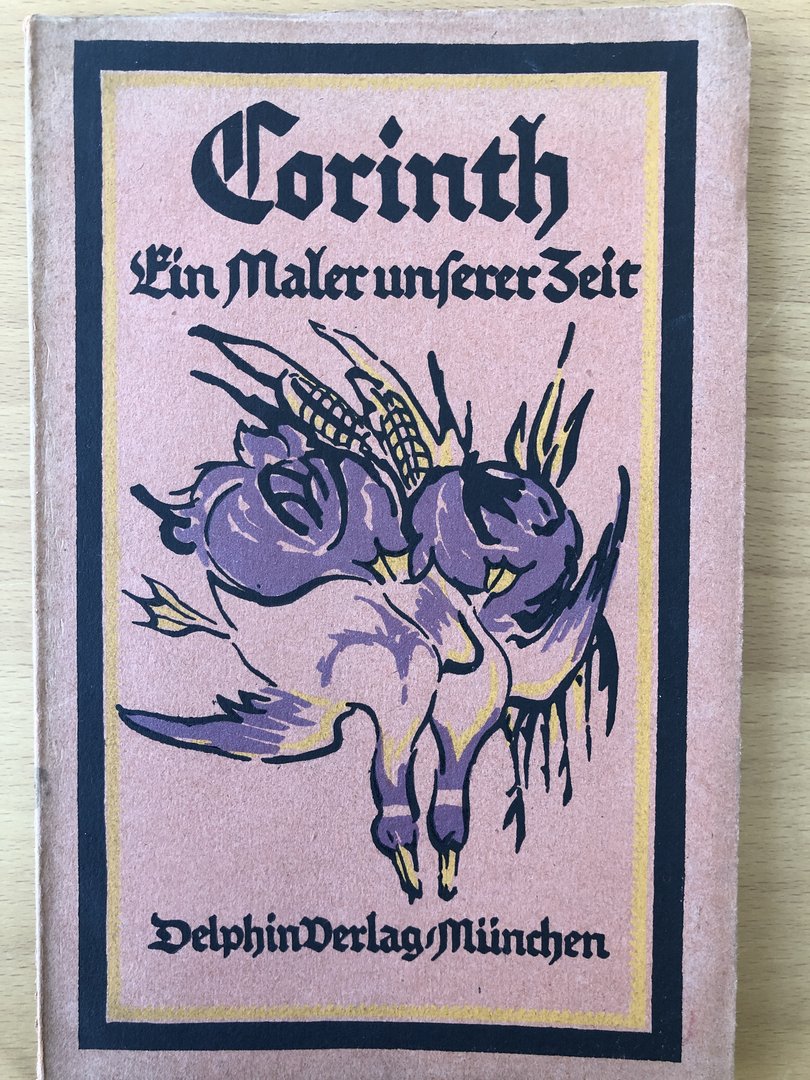 Corinth
Ein Maler unſerer Zeit
Delphin Verlag / München